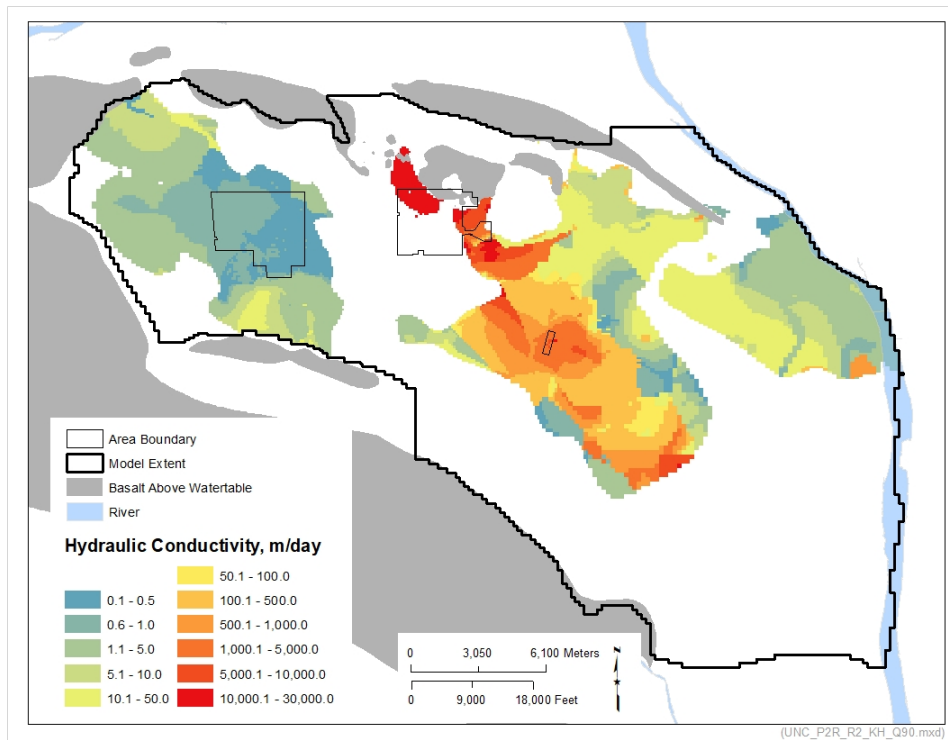 Area Boundary
Model Extent
Basalt Above Watertable
River
Hydraulic Conductivity, m/day
0.1 - 0.5
0.6 - 1.0
1.1 - 5.0
5.1 - 10.0
10.1 - 50.0
50.1 - 100.0
100.1 - 500.0
500.1 - 1,000.0
1,000.1 - 5,000.0
5,000.1 - 10,000.0
10,000.1 - 30,000.0
0 3,050 6,100 Meters
0 9,000 18,000 Feet
N
(UNC_P2R_R2_KH_Q90.mxd)